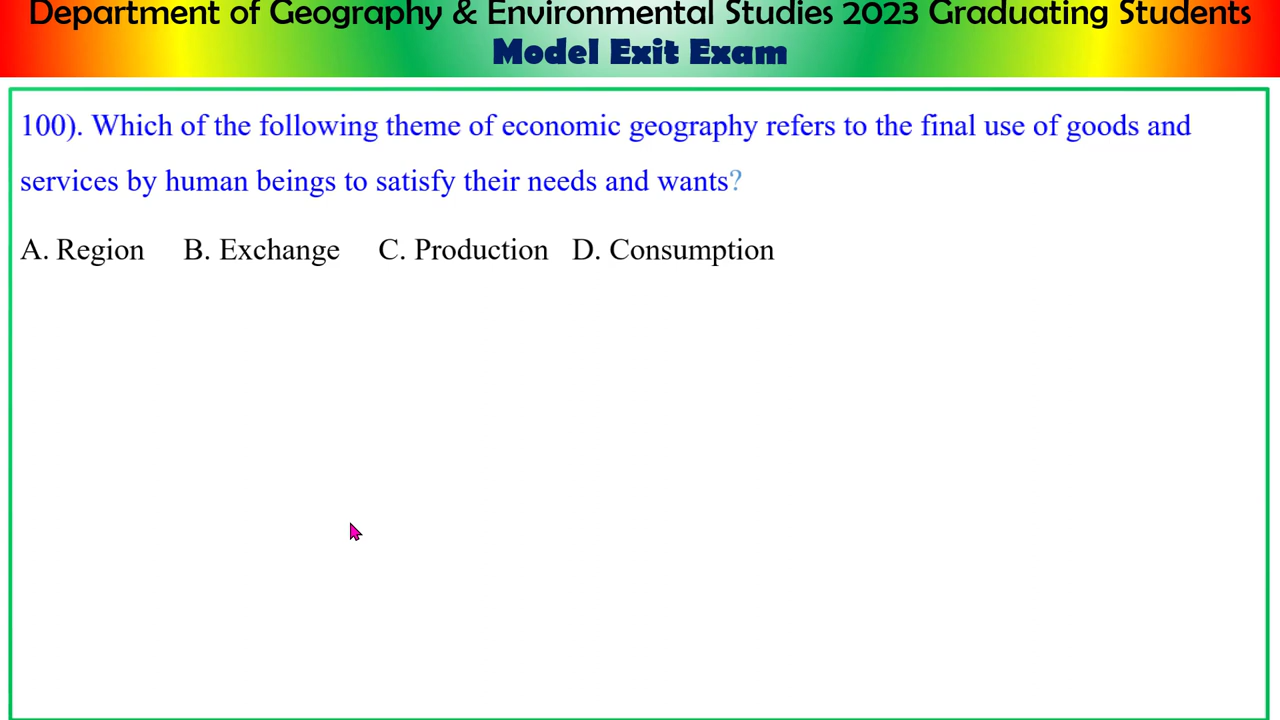 Department of Geography & Environmental Studies 2023 Graduating Students
Model Exit Exam
100). Which of the following theme of economic geography refers to the final use of goods and
services by human beings to satisfy their needs and wants?
A. Region B. Exchange C. Production D. Consumption